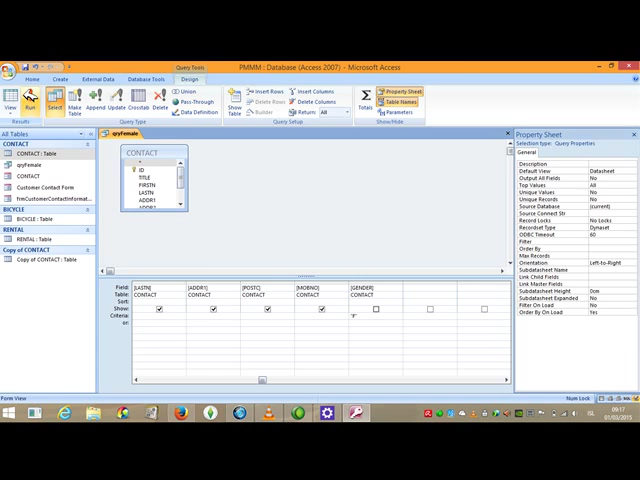 Query Tools
PMMM : Database (Access 2007) - Microsoft Access
Home Create External Data Database Tools Design
View Run Select Make Table Append Update Crosstab Delete
Union
Pass-Through
Data Definition
Show Table
Insert Rows
Delete Rows
Builder
Insert Columns
Delete Columns
Return: All
Totals
Property Sheet
Table Names
Parameters
Results Query Type Query Setup Show/Hide
All Tables
CONTACT
CONTACT : Table
qryFemale
CONTACT
Customer Contact Form
frmCustomerContactInformat...
BICYCLE
BICYCLE : Table
RENTAL
RENTAL : Table
Copy of CONTACT
Copy of CONTACT : Table
qryFemale
CONTACT
*
ID
TITLE
FIRSTN
LASTN
ADDR1
ADDR2
Field: [LASTN] [ADDR1] [POSTC] [MOBNO] [GENDER]
Table: CONTACT CONTACT CONTACT CONTACT CONTACT
Sort:
Show:
Criteria: "F"
or:
Property Sheet
Selection type: Query Properties
General
Description
Default View Datasheet
Output All Fields No
Top Values All
Unique Values No
Unique Records No
Source Database (current)
Source Connect Str
Record Locks No Locks
Recordset Type Dynaset
ODBC Timeout 60
Filter
Order By
Max Records
Orientation Left-to-Right
Subdatasheet Name
Link Child Fields
Link Master Fields
Subdatasheet Height 0cm
Subdatasheet Expanded No
Filter On Load No
Order By On Load Yes
Form View
Num Lock
ISL
09:17
01/03/2015